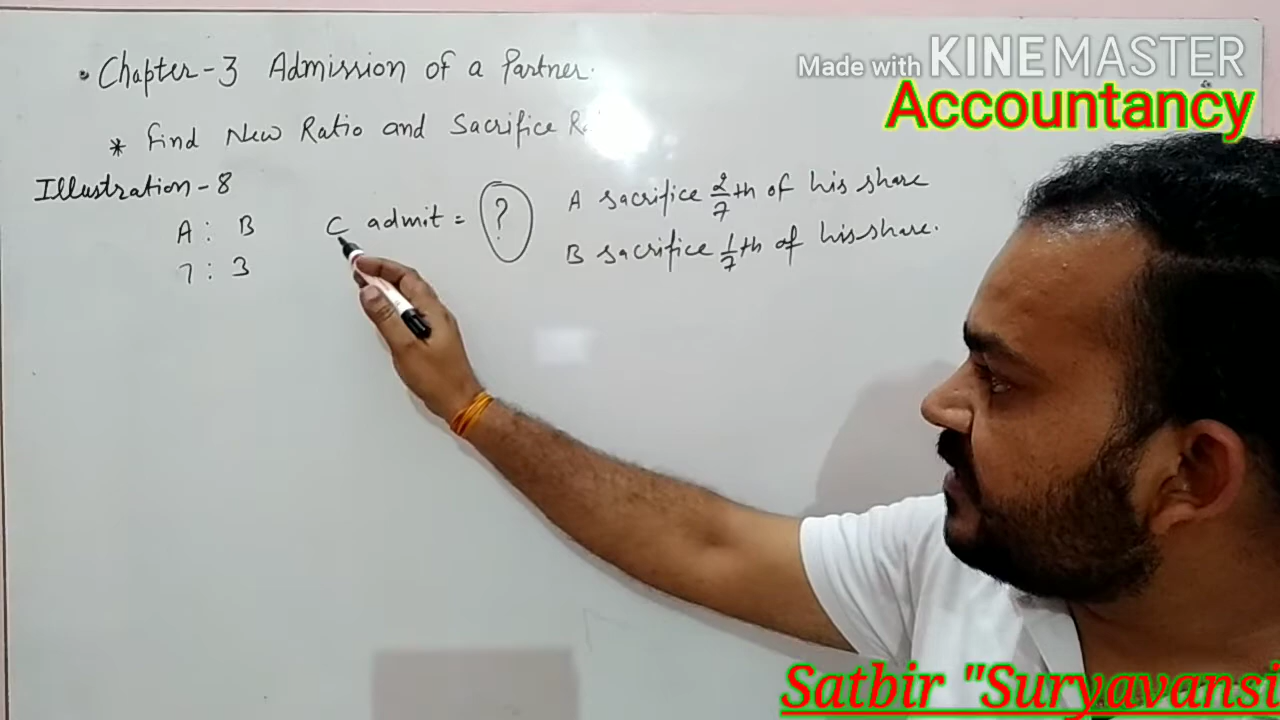 Made with KINEMASTER
Accountancy
• Chapter-3 Admission of a Partner.
* Find New Ratio and Sacrifice
Illustration-8
A : B
7 : 3
C admit = ?
A sacrifice 2/7th of his share
B sacrifice 1/7th of his share.
Satbir "Suryavansi